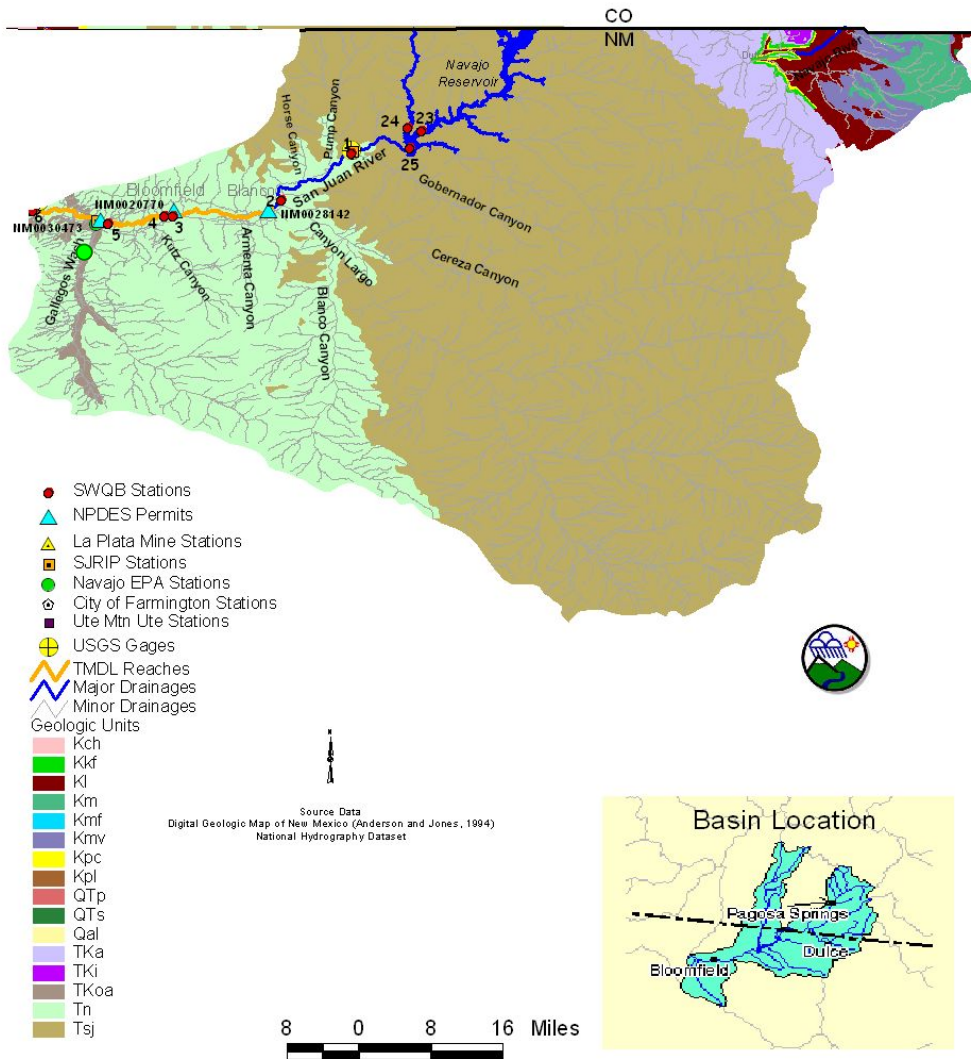 CO
NM
Navajo
Reservoir
Navajo River
Horse Canyon
Pump Canyon
24
23
1
25
San Juan River
Gobernador Canyon
Bloomfield
Blanco
2
NM0020770
NM0028142
6
NM0030473
5
4
3
Gallegos Wash
Kutz Canyon
Armenta Canyon
Canyon Largo
Cereza Canyon
Blanco Canyon
SWQB Stations
NPDES Permits
La Plata Mine Stations
SJRIP Stations
Navajo EPA Stations
City of Farmington Stations
Ute Mtn Ute Stations
USGS Gages
TMDL Reaches
Major Drainages
Minor Drainages
Geologic Units
Kch
Kkf
Kl
Km
Kmf
Kmv
Kpc
Kpl
QTp
QTs
Qal
TKa
TKi
TKoa
Tn
Tsj
Source Data
Digital Geologic Map of New Mexico (Anderson and Jones, 1994)
National Hydrography Dataset
8 0 8 16 Miles
Basin Location
Pagosa Springs
Dulce
Bloomfield